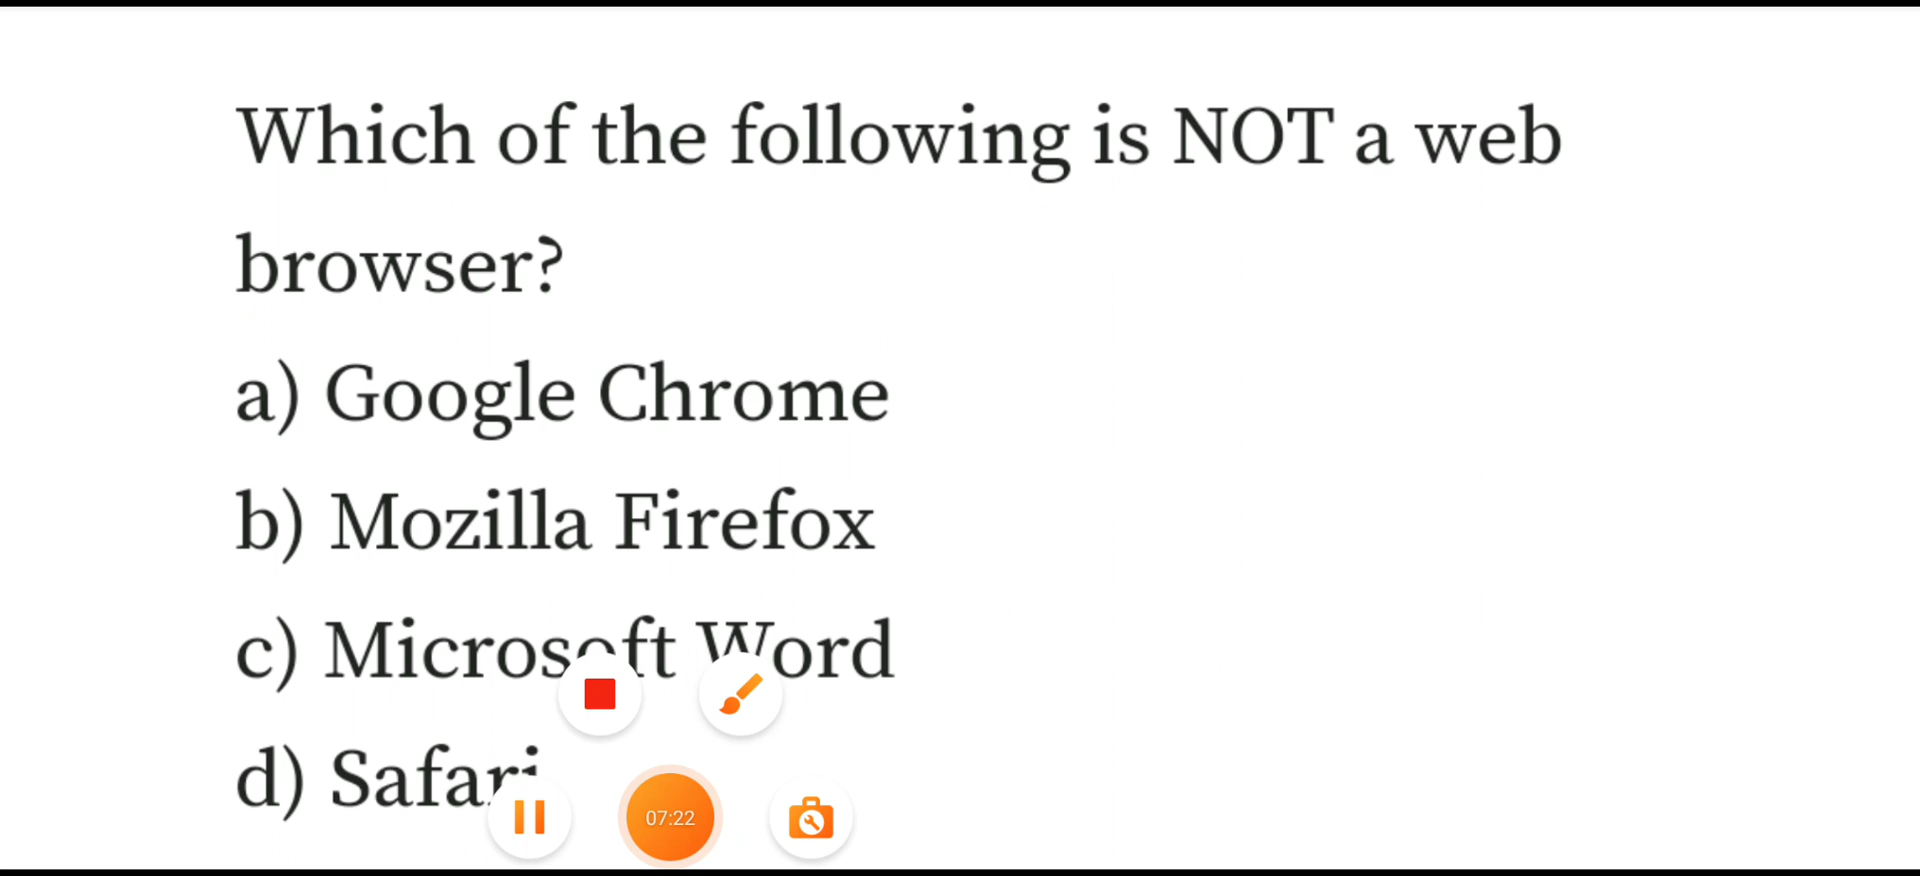 Which of the following is NOT a web
browser?
a) Google Chrome
b) Mozilla Firefox
c) Microsoft Word
d) Safari
07:22